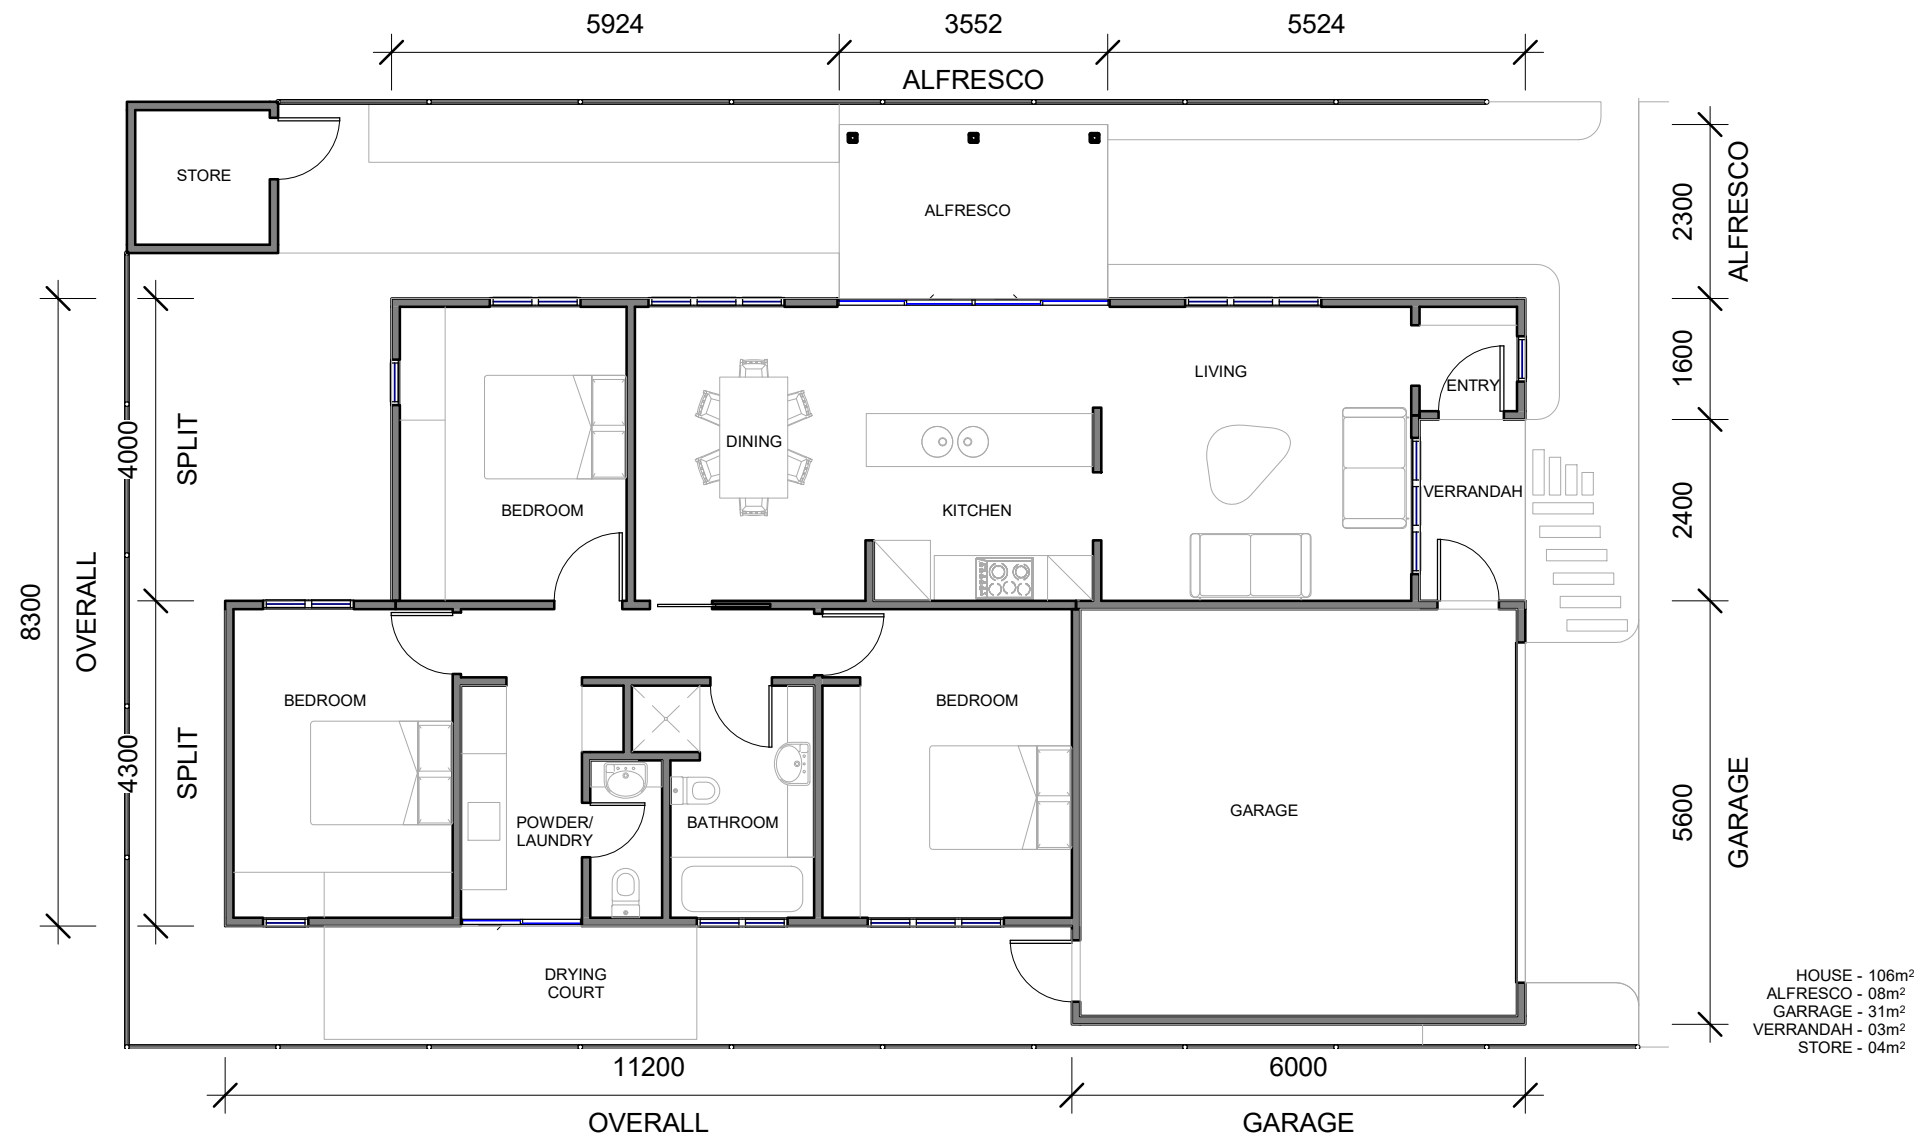 5924
3552
5524
ALFRESCO
STORE
ALFRESCO
2300
ALFRESCO
1600
LIVING
ENTRY
4000
SPLIT
DINING
BEDROOM
KITCHEN
VERRANDAH
2400
8300
OVERALL
BEDROOM
BEDROOM
4300
SPLIT
POWDER/
LAUNDRY
BATHROOM
GARAGE
5600
GARAGE
DRYING
COURT
HOUSE - 106m²
ALFRESCO - 08m²
GARRAGE - 31m²
VERRANDAH - 03m²
STORE - 04m²
11200
6000
OVERALL
GARAGE